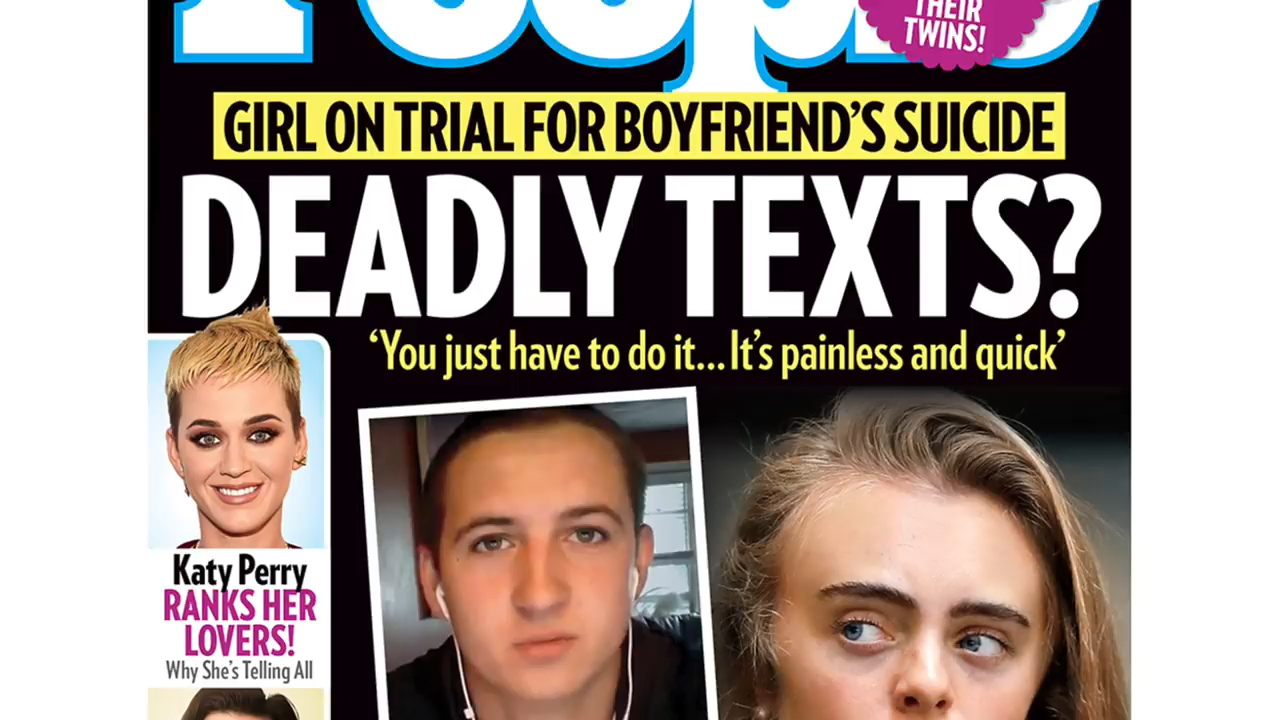 People
THEIR
TWINS!
GIRL ON TRIAL FOR BOYFRIEND'S SUICIDE
DEADLY TEXTS?
‘You just have to do it...It's painless and quick’
Katy Perry
RANKS HER
LOVERS!
Why She's Telling All